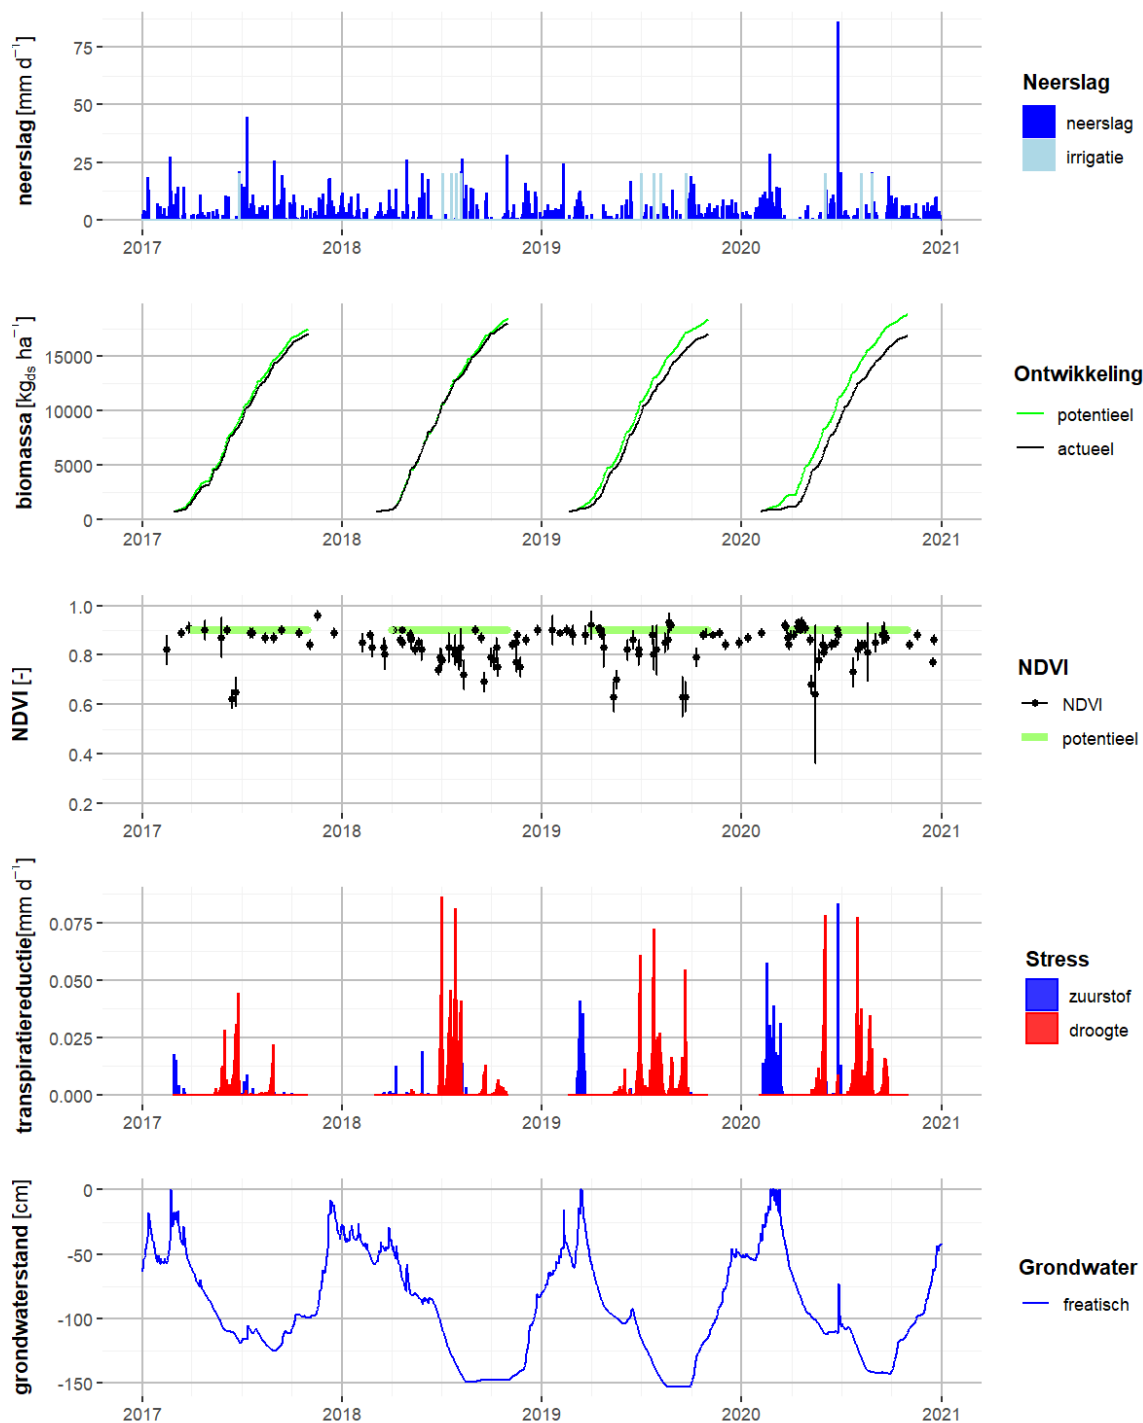 neerslag [mm d⁻¹]
75
50
25
0
2017 2018 2019 2020 2021
Neerslag
neerslag
irrigatie
biomassa [kg_ds ha⁻¹]
15000
10000
5000
0
2017 2018 2019 2020 2021
Ontwikkeling
potentieel
actueel
NDVI [-]
1.0
0.8
0.6
0.4
0.2
2017 2018 2019 2020 2021
NDVI
NDVI
potentieel
transpiratiereductie[mm d⁻¹]
0.075
0.050
0.025
0.000
2017 2018 2019 2020 2021
Stress
zuurstof
droogte
grondwaterstand [cm]
0
-50
-100
-150
2017 2018 2019 2020 2021
Grondwater
freatisch